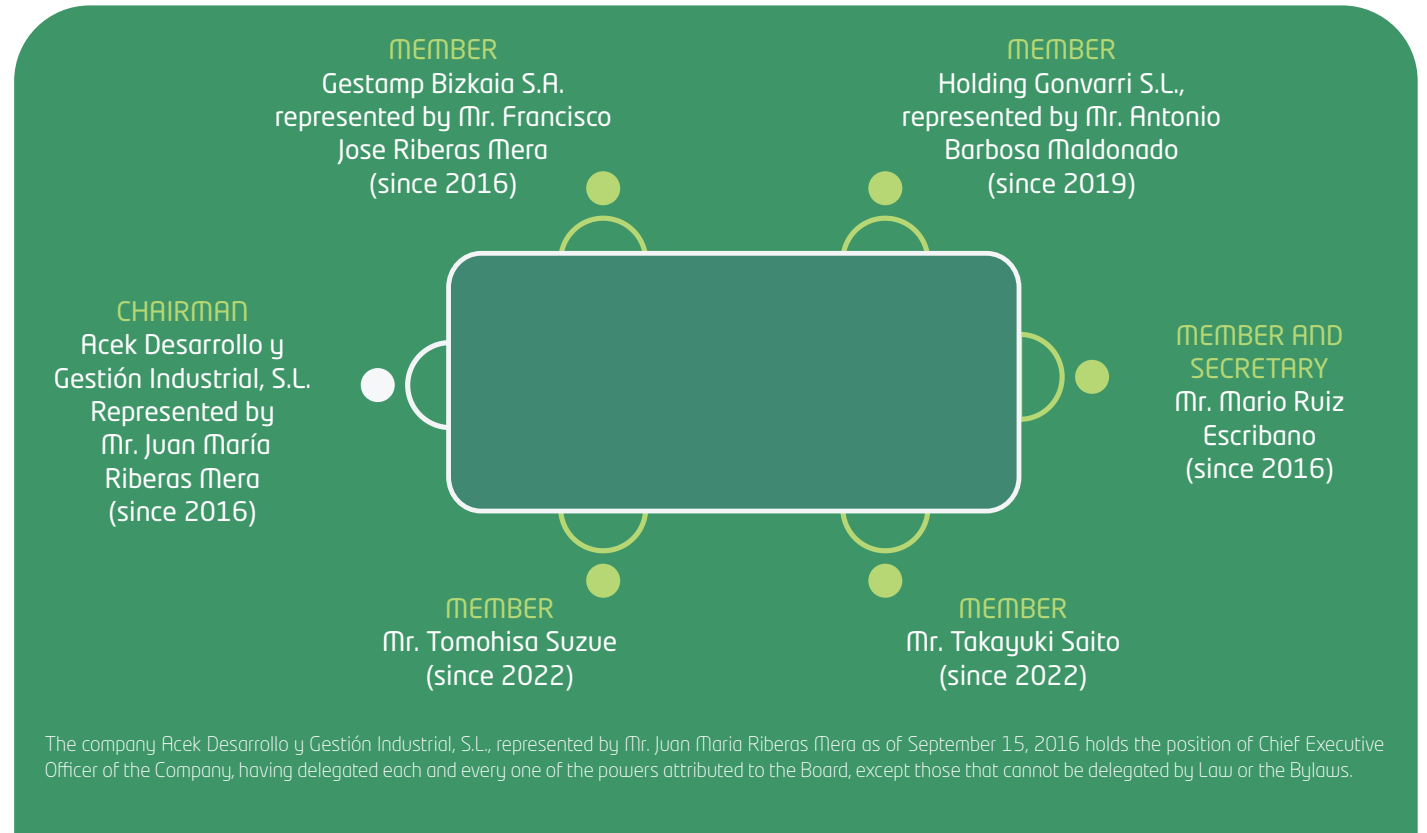 MEMBER
Gestamp Bizkaia S.A.
represented by Mr. Francisco
Jose Riberas Mera
(since 2016)
MEMBER
Holding Gonvarri S.L.,
represented by Mr. Antonio
Barbosa Maldonado
(since 2019)
CHAIRMAN
Acek Desarrollo y
Gestión Industrial, S.L.
Represented by
Mr. Juan María
Riberas Mera
(since 2016)
MEMBER AND
SECRETARY
Mr. Mario Ruiz
Escribano
(since 2016)
MEMBER
Mr. Tomohisa Suzue
(since 2022)
MEMBER
Mr. Takayuki Saito
(since 2022)
The company Acek Desarrollo y Gestión Industrial, S.L., represented by Mr. Juan Maria Riberas Mera as of September 15, 2016 holds the position of Chief Executive
Officer of the Company, having delegated each and every one of the powers attributed to the Board, except those that cannot be delegated by Law or the Bylaws.